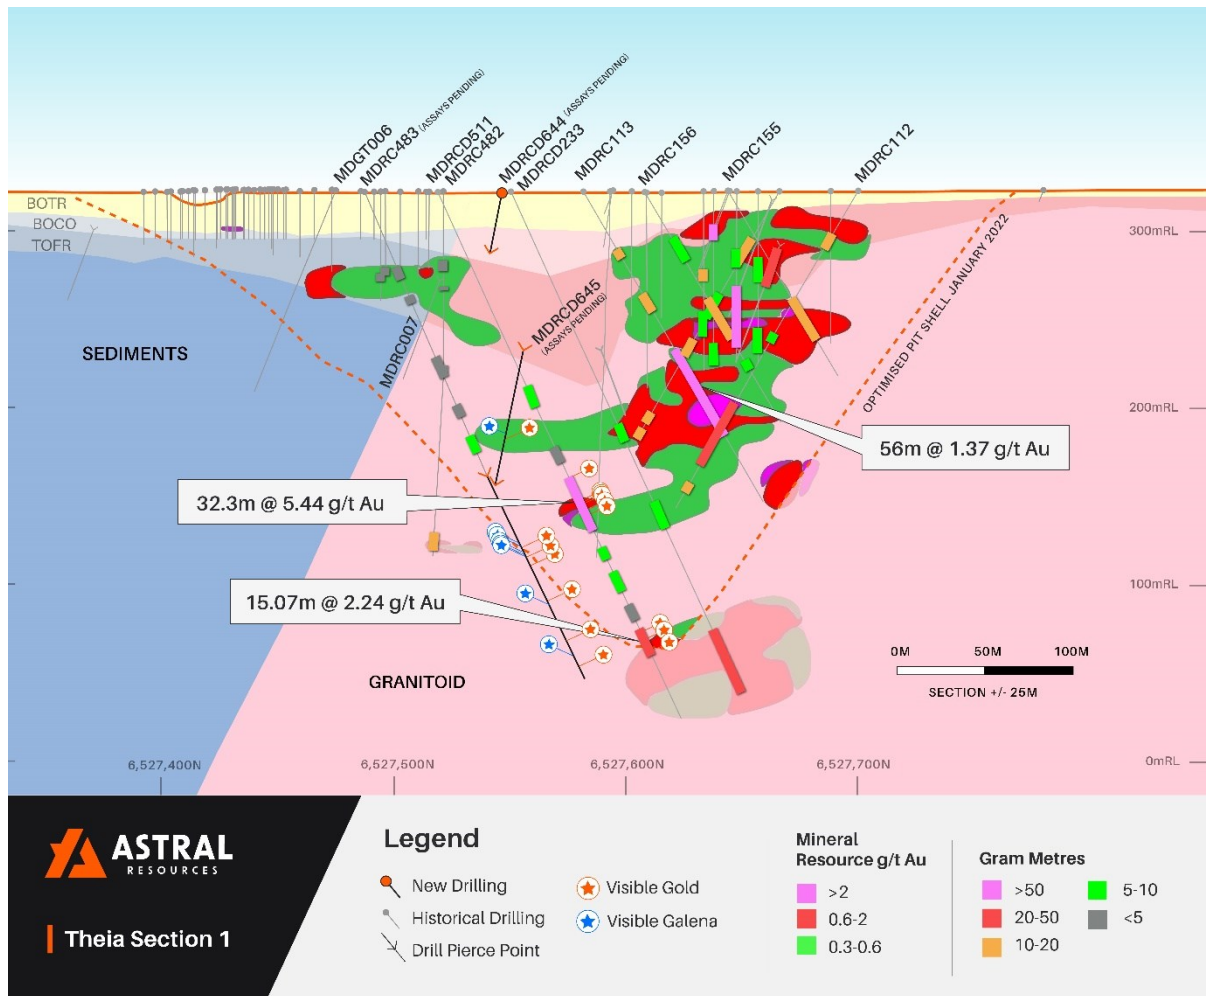 MDGT006
MDRC483 (ASSAYS PENDING)
MDRCD511
MDRC482
MDRCD644 (ASSAYS PENDING)
MDRCD233
MDRC113
MDRC156
MDRC155
MDRC112
BOTR
BOCO
TOFR
300mRL
SEDIMENTS
MDRC007
MDRCD645
(ASSAYS PENDING)
OPTIMISED PIT SHELL JANUARY 2022
200mRL
56m @ 1.37 g/t Au
32.3m @ 5.44 g/t Au
15.07m @ 2.24 g/t Au
100mRL
GRANITOID
0M 50M 100M
SECTION +/- 25M
6,527,400N 6,527,500N 6,527,600N 6,527,700N 0mRL
ASTRAL
RESOURCES
Theia Section 1
Legend
New Drilling
Historical Drilling
Drill Pierce Point
Visible Gold
Visible Galena
Mineral
Resource g/t Au
>2
0.6-2
0.3-0.6
Gram Metres
>50
20-50
10-20
5-10
<5